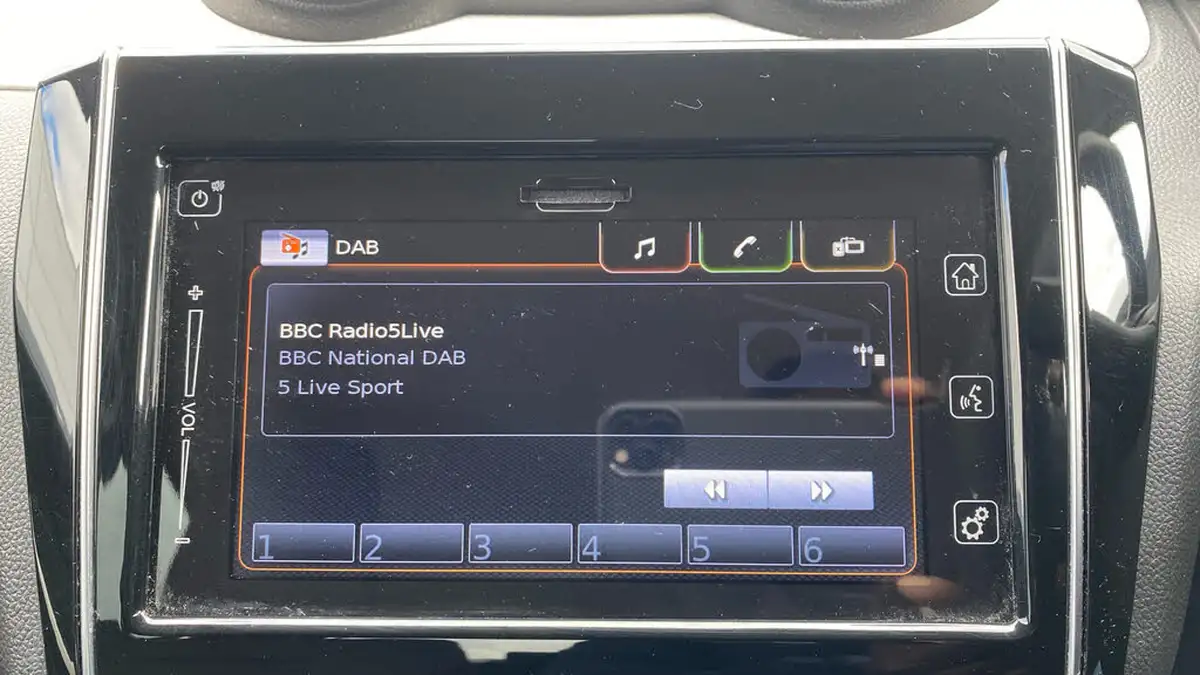 DAB
BBC Radio5Live
BBC National DAB
5 Live Sport
VOL
1 2 3 4 5 6